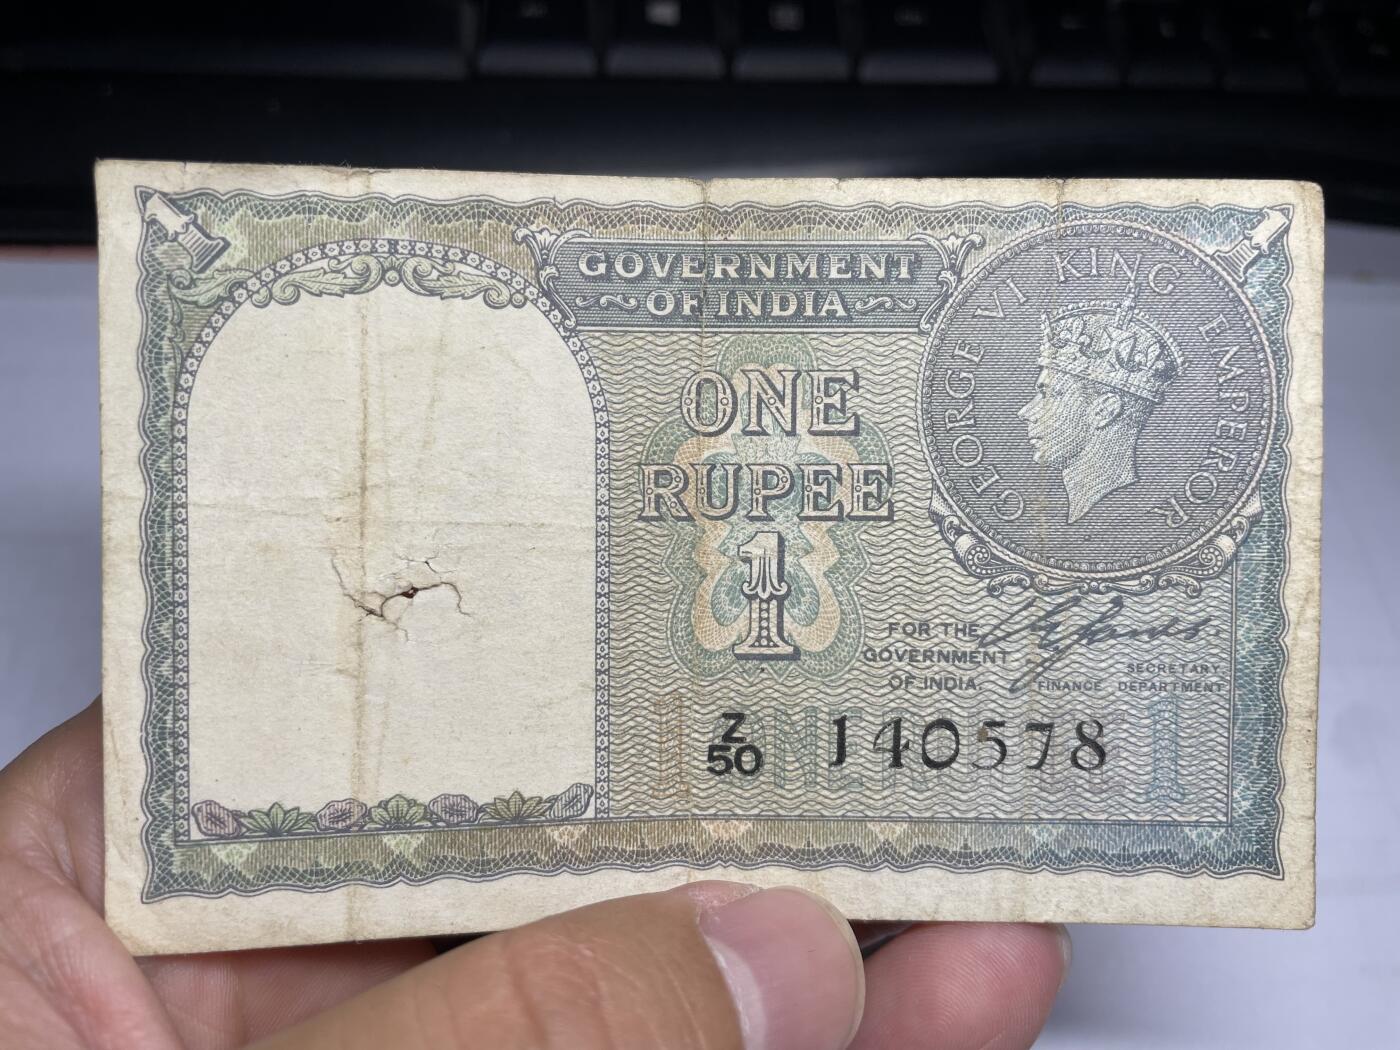 1
1
GOVERNMENT
OF INDIA
GEORGE VI KING EMPEROR
ONE
RUPEE
1
FOR THE
GOVERNMENT
OF INDIA.
SECRETARY
FINANCE DEPARTMENT
Z
50
140578